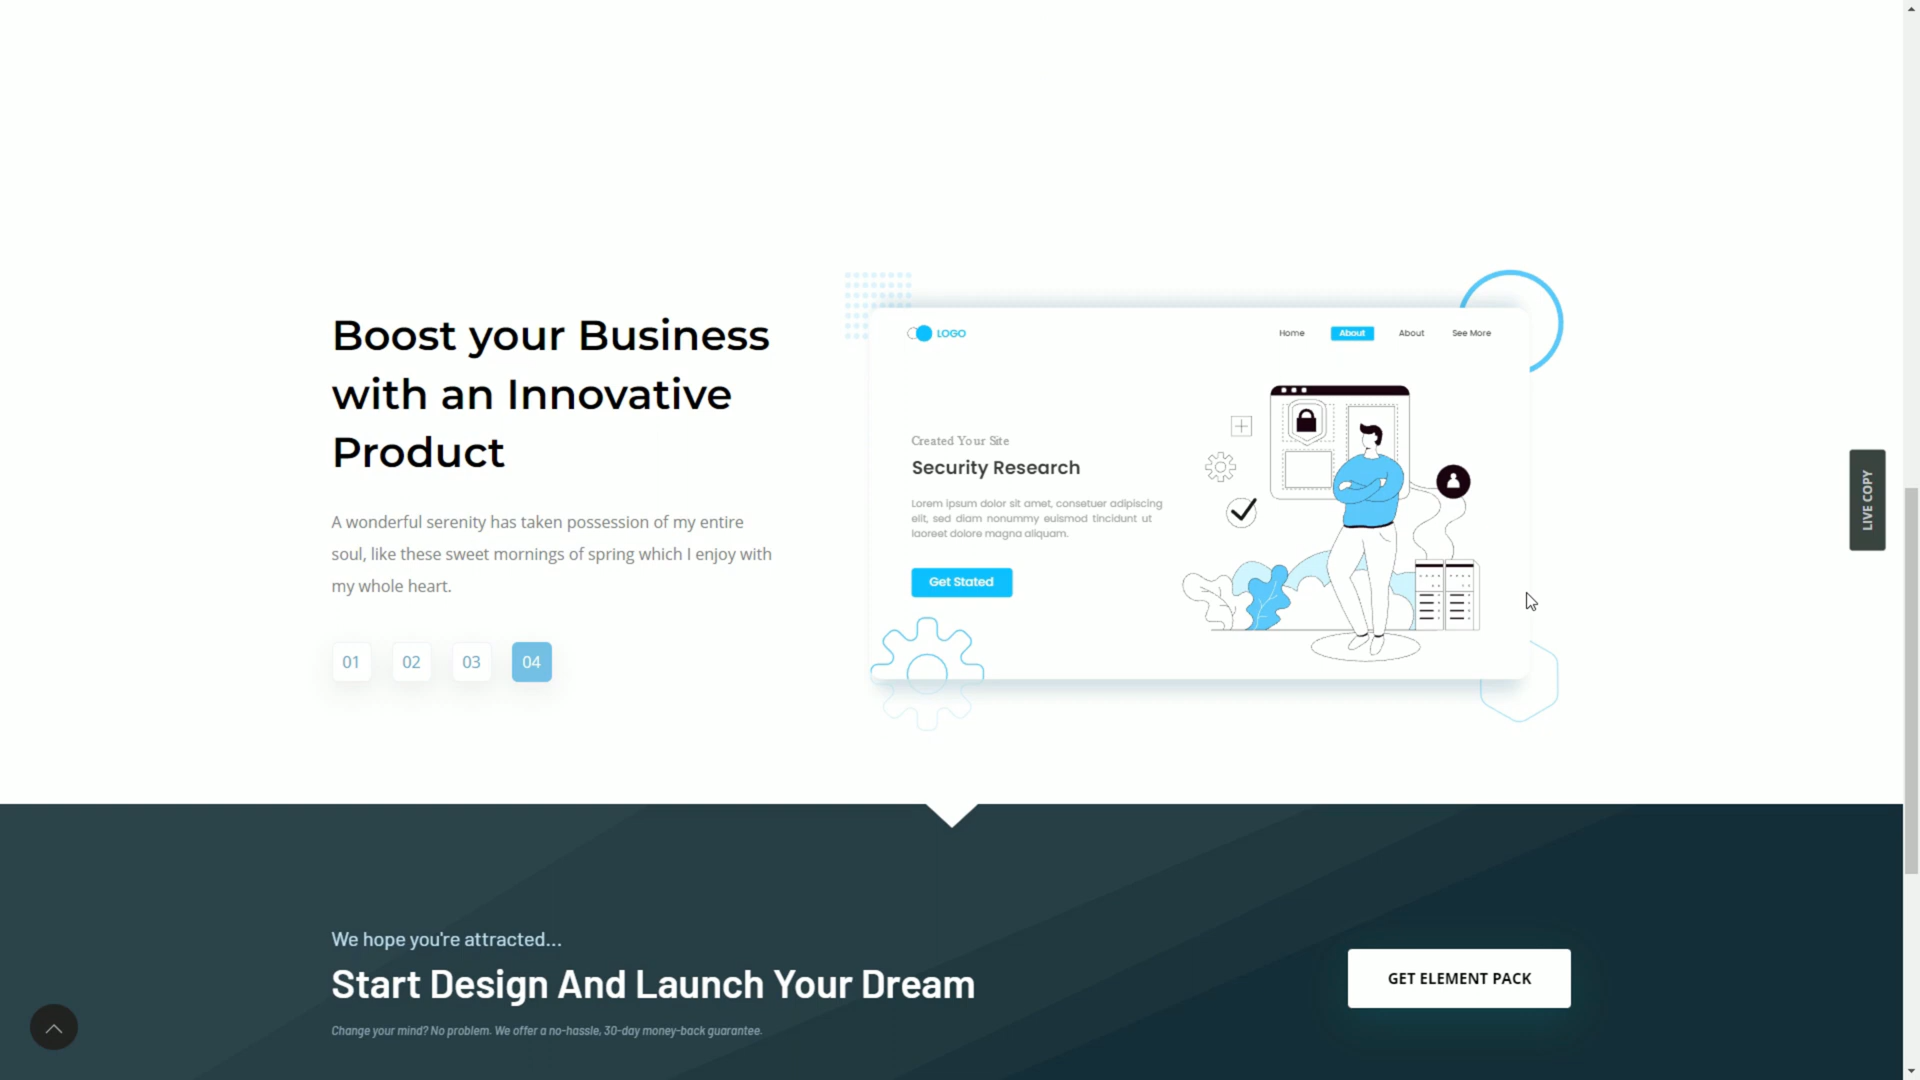 Boost your Business
with an Innovative
Product
A wonderful serenity has taken possession of my entire
soul, like these sweet mornings of spring which I enjoy with
my whole heart.
01 02 03 04
LOGO
Home About About See More
Created Your Site
Security Research
Lorem ipsum dolor sit amet, consetuer adipiscing
elit, sed diam nonummy euismod tincidunt ut
laoreet dolore magna aliquam.
Get Stated
LIVE COPY
We hope you're attracted...
Start Design And Launch Your Dream
Change your mind? No problem. We offer a no-hassle, 30-day money-back guarantee.
GET ELEMENT PACK